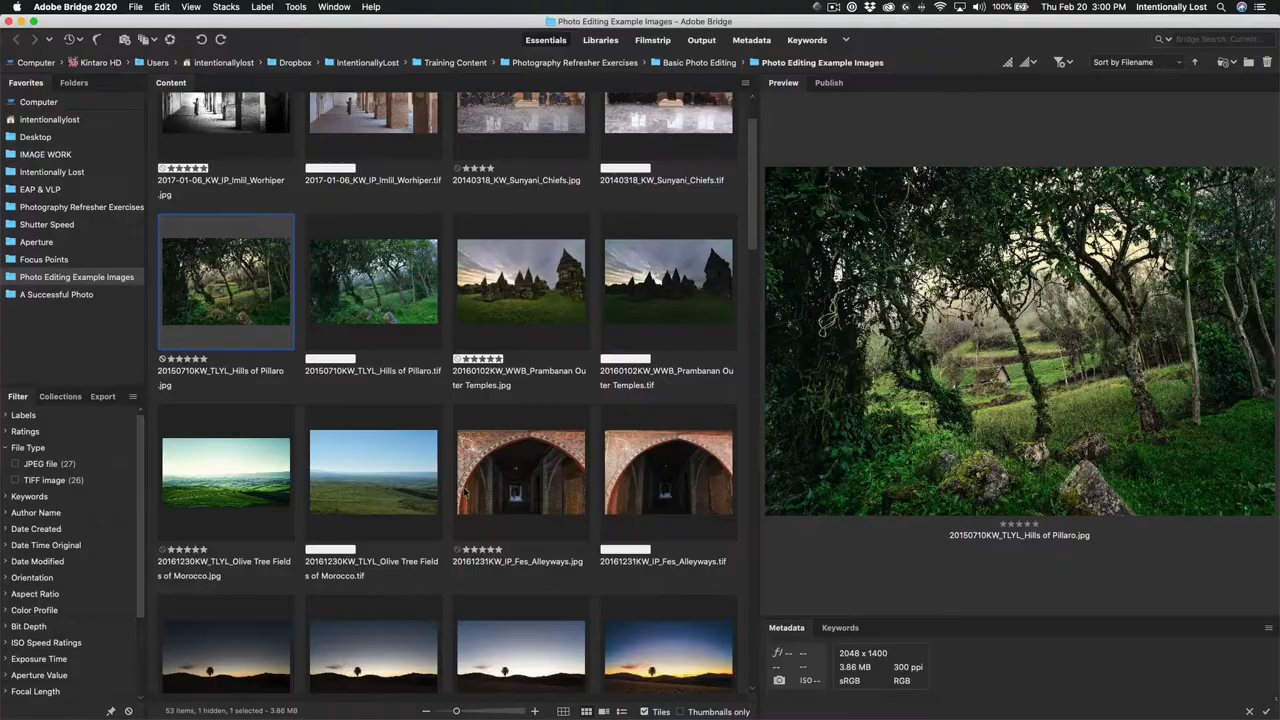 Adobe Bridge 2020 File Edit View Stacks Label Tools Window Help 100% Thu Feb 20 3:00 PM Intentionally Lost
Photo Editing Example Images - Adobe Bridge
Essentials Libraries Filmstrip Output Metadata Keywords Bridge Search: Current...
Computer Kintaro HD Users intentionallylost Dropbox IntentionallyLost Training Content Photography Refresher Exercises Basic Photo Editing Photo Editing Example Images Sort by Filename
Favorites Folders
Computer
intentionallylost
Desktop
IMAGE WORK
Intentionally Lost
EAP & VLP
Photography Refresher Exercises
Shutter Speed
Aperture
Focus Points
Photo Editing Example Images
A Successful Photo
Filter Collections Export
Labels
Ratings
File Type
JPEG file (27)
TIFF image (26)
Keywords
Author Name
Date Created
Date Time Original
Date Modified
Orientation
Aspect Ratio
Color Profile
Bit Depth
ISO Speed Ratings
Exposure Time
Aperture Value
Focal Length
Content
2017-01-06_KW_IP_Imlil_Worhiper
.jpg
2017-01-06_KW_IP_Imlil_Worhiper.tif
20140318_KW_Sunyani_Chiefs.jpg
20140318_KW_Sunyani_Chiefs.tif
20150710KW_TLYL_Hills of Pillaro
.jpg
20150710KW_TLYL_Hills of Pillaro.tif
20160102KW_WWB_Prambanan Ou
ter Temples.jpg
20160102KW_WWB_Prambanan Ou
ter Temples.tif
20161230KW_TLYL_Olive Tree Field
s of Morocco.jpg
20161230KW_TLYL_Olive Tree Field
s of Morocco.tif
20161231KW_IP_Fes_Alleyways.jpg
20161231KW_IP_Fes_Alleyways.tif
53 items, 1 hidden, 1 selected - 3.86 MB
Tiles Thumbnails only
Preview Publish
20150710KW_TLYL_Hills of Pillaro.jpg
Metadata Keywords
f/ -- --
-- --
ISO --
2048 x 1400
3.86 MB 300 ppi
sRGB RGB